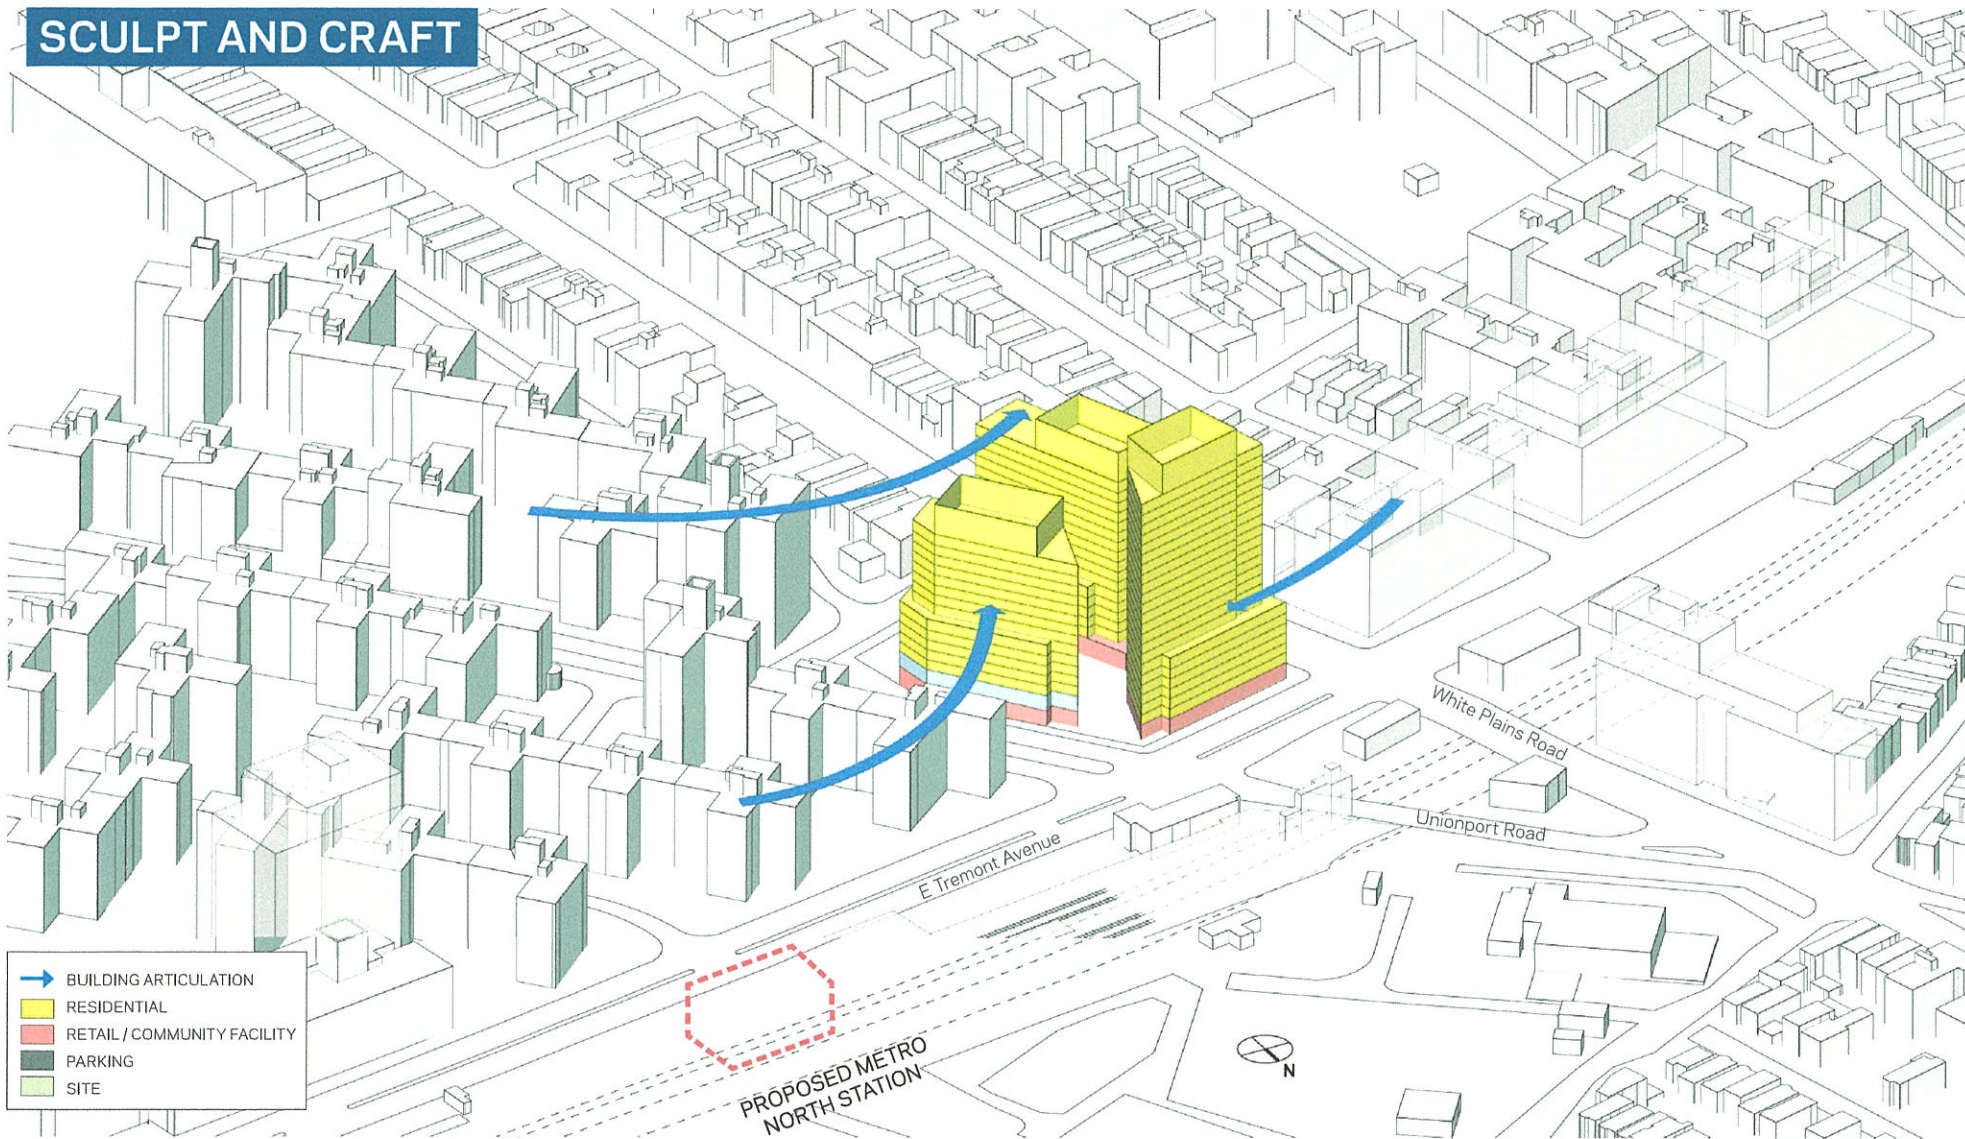 SCULPT AND CRAFT
White Plains Road
Unionport Road
E Tremont Avenue
BUILDING ARTICULATION
RESIDENTIAL
RETAIL / COMMUNITY FACILITY
PARKING
SITE
PROPOSED METRO
NORTH STATION
N